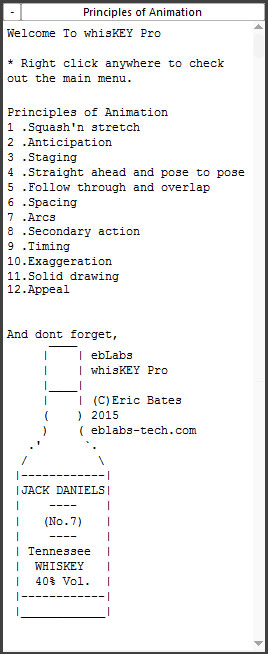 - Principles of Animation
Welcome To whisKEY Pro
* Right click anywhere to check
out the main menu.
Principles of Animation
1 .Squash'n stretch
2 .Anticipation
3 .Staging
4 .Straight ahead and pose to pose
5 .Follow through and overlap
6 .Spacing
7 .Arcs
8 .Secondary action
9 .Timing
10.Exaggeration
11.Solid drawing
12.Appeal
And dont forget,
ebLabs
whisKEY Pro
(C)Eric Bates
2015
eblabs-tech.com
JACK DANIELS
(No.7)
Tennessee
WHISKEY
40% Vol.